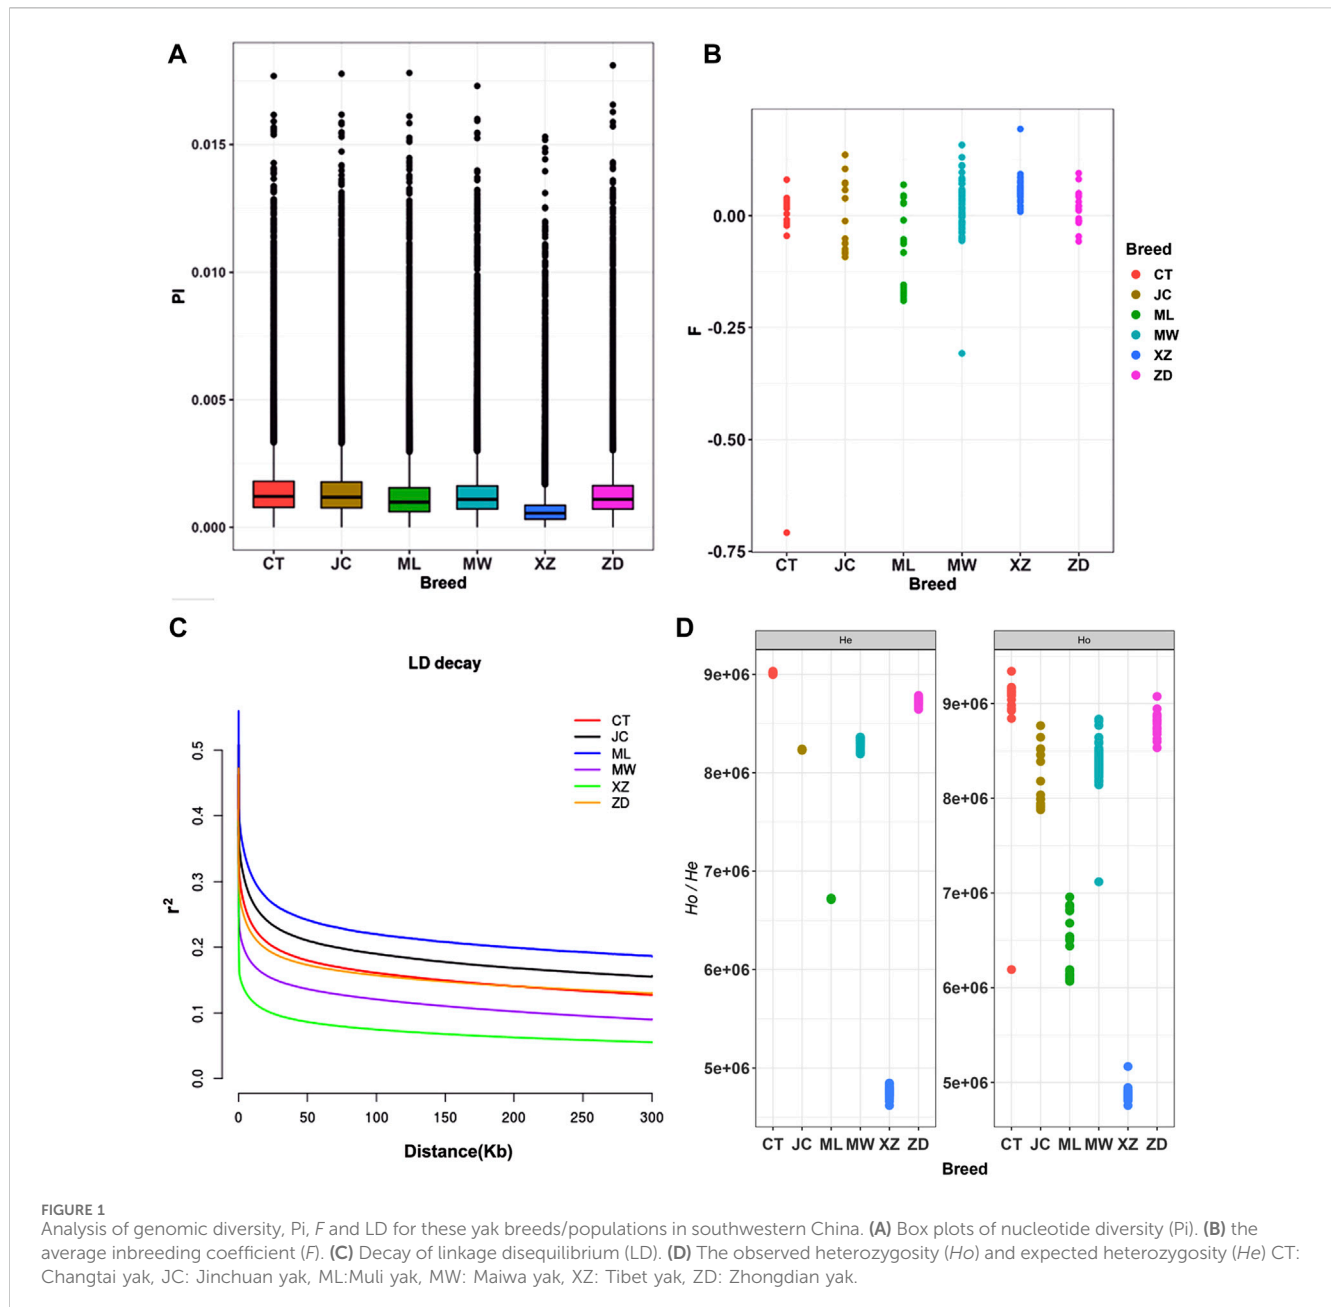 A
PI
0.015
0.010
0.005
0.000
CT JC ML MW XZ ZD
Breed
B
F
0.00
-0.25
-0.50
-0.75
CT JC ML MW XZ ZD
Breed
Breed
CT
JC
ML
MW
XZ
ZD
C
LD decay
r²
0.5
0.4
0.3
0.2
0.1
0.0
CT
JC
ML
MW
XZ
ZD
0 50 100 150 200 250 300
Distance(Kb)
D
He
Ho
Ho / He
9e+06
8e+06
7e+06
6e+06
5e+06
9e+06
8e+06
7e+06
6e+06
5e+06
CT JC ML MW XZ ZD
CT JC ML MW XZ ZD
Breed
FIGURE 1
Analysis of genomic diversity, Pi, F and LD for these yak breeds/populations in southwestern China. (A) Box plots of nucleotide diversity (Pi). (B) the
average inbreeding coefficient (F). (C) Decay of linkage disequilibrium (LD). (D) The observed heterozygosity (Ho) and expected heterozygosity (He) CT:
Changtai yak, JC: Jinchuan yak, ML:Muli yak, MW: Maiwa yak, XZ: Tibet yak, ZD: Zhongdian yak.